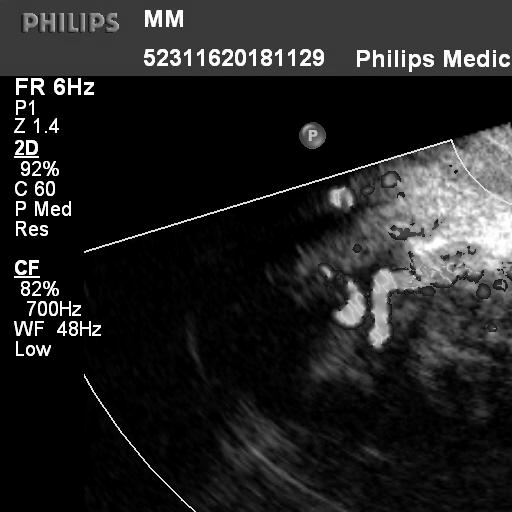 PHILIPS
MM
52311620181129 Philips Medic
FR 6Hz
P1
Z 1.4
2D
92%
C 60
P Med
Res
CF
82%
700Hz
WF 48Hz
Low
P